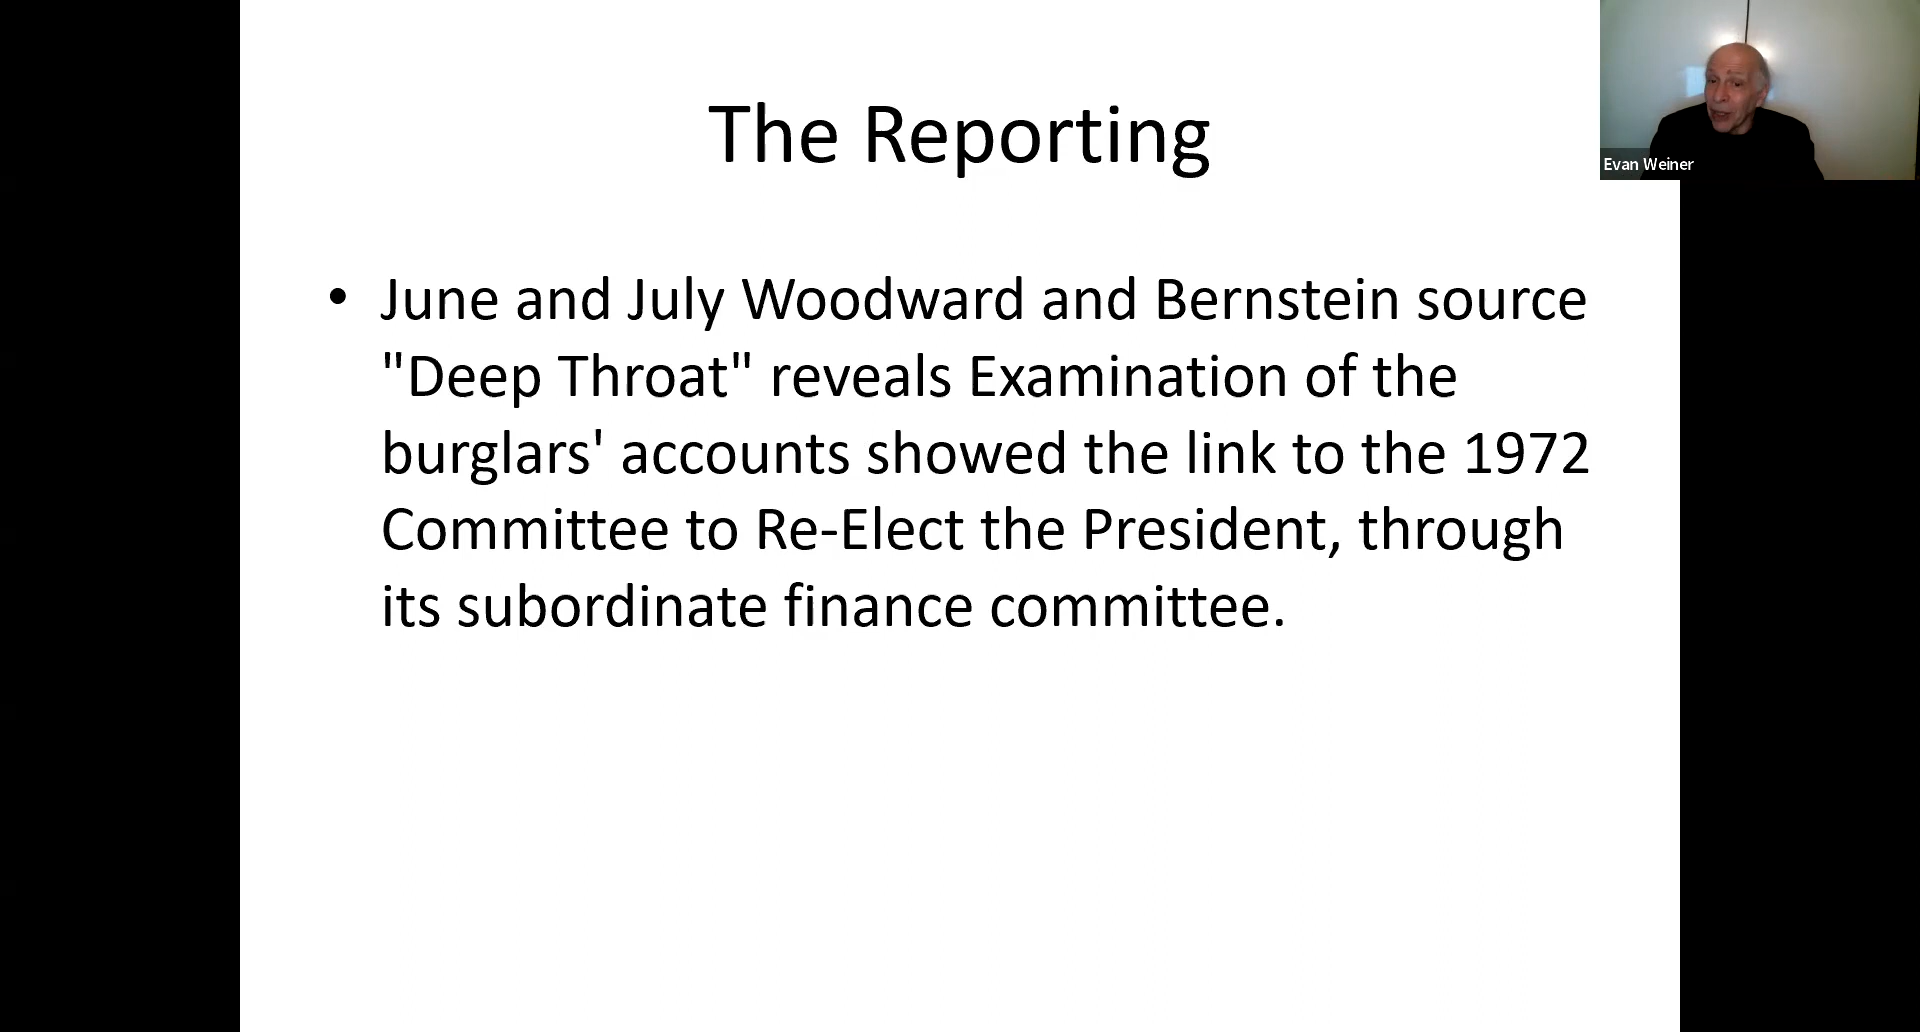 The Reporting
Evan Weiner
• June and July Woodward and Bernstein source
"Deep Throat" reveals Examination of the
burglars' accounts showed the link to the 1972
Committee to Re-Elect the President, through
its subordinate finance committee.